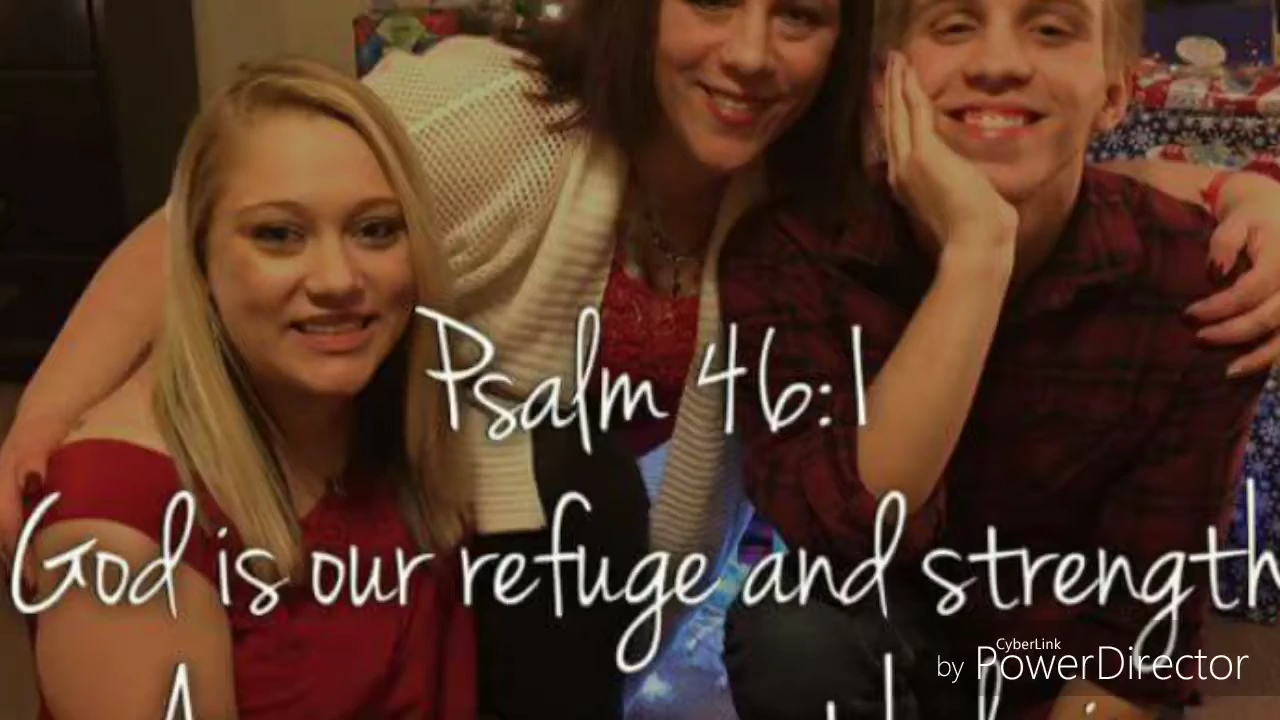 Psalm 46:1
God is our refuge and strength
CyberLink
by PowerDirector